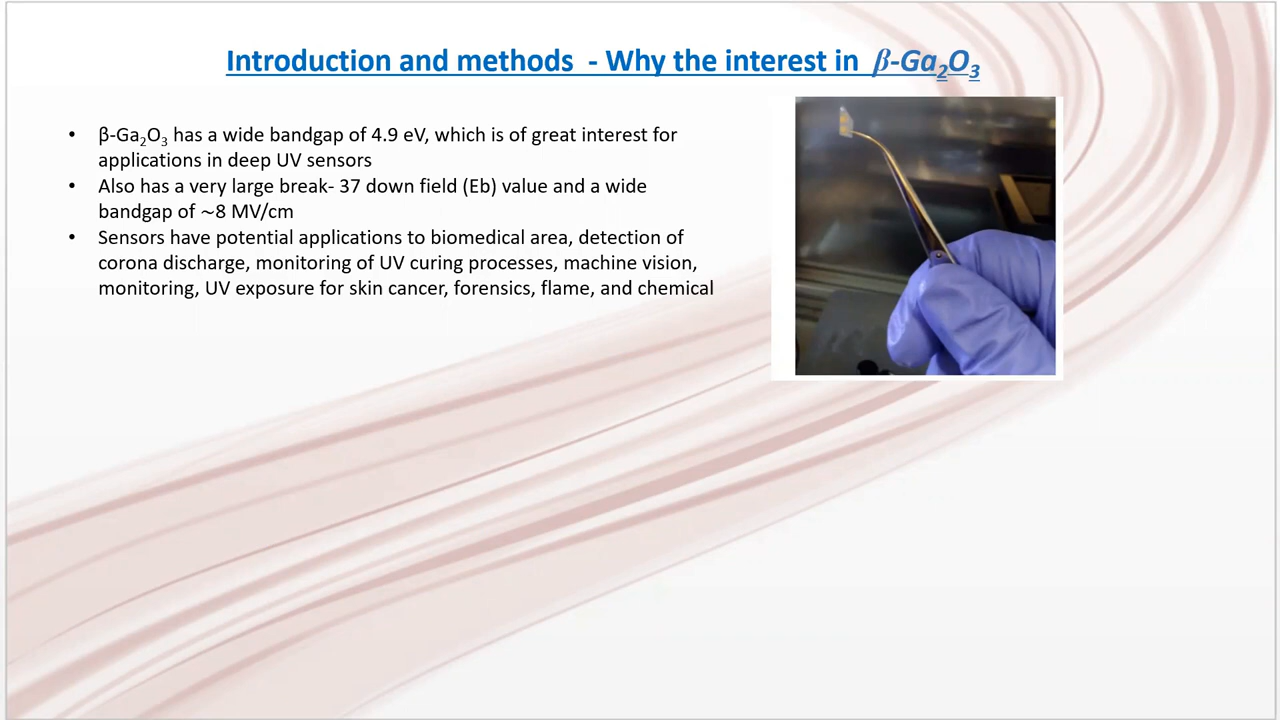 Introduction and methods - Why the interest in β-Ga₂O₃
• β-Ga₂O₃ has a wide bandgap of 4.9 eV, which is of great interest for
applications in deep UV sensors
• Also has a very large break- 37 down field (Eb) value and a wide
bandgap of ~8 MV/cm
• Sensors have potential applications to biomedical area, detection of
corona discharge, monitoring of UV curing processes, machine vision,
monitoring, UV exposure for skin cancer, forensics, flame, and chemical